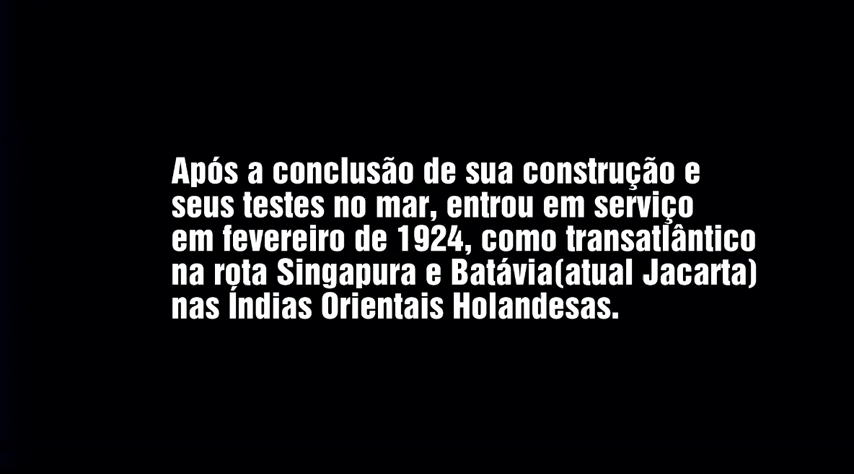 Após a conclusão de sua construção e
seus testes no mar, entrou em serviço
em fevereiro de 1924, como transatlântico
na rota Singapura e Batávia(atual Jacarta)
nas Índias Orientais Holandesas.